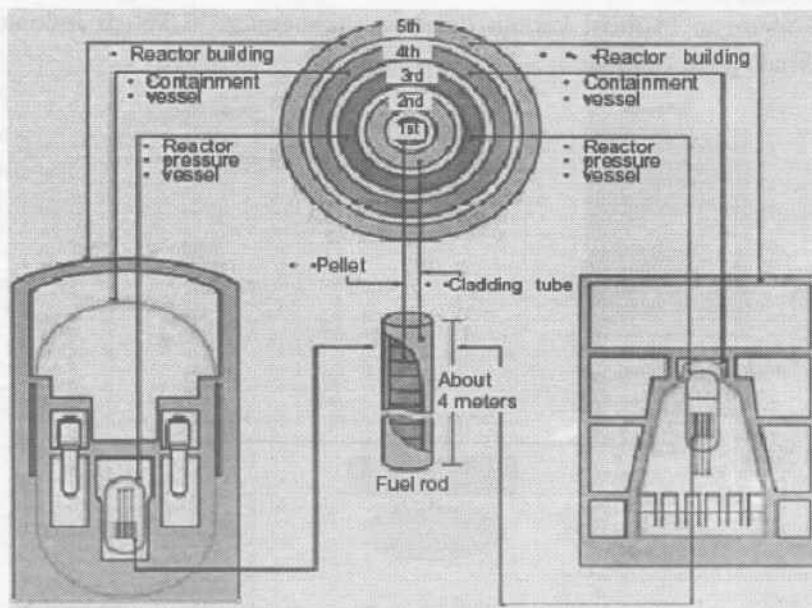 5th
4th
3rd
2nd
1st
• Reactor building
• Containment
• vessel
• Reactor
• pressure
• vessel
• • •Reactor building
• Containment
• vessel
• Reactor
• pressure
• vessel
• •Pellet
• •Cladding tube
About
4 meters
Fuel rod